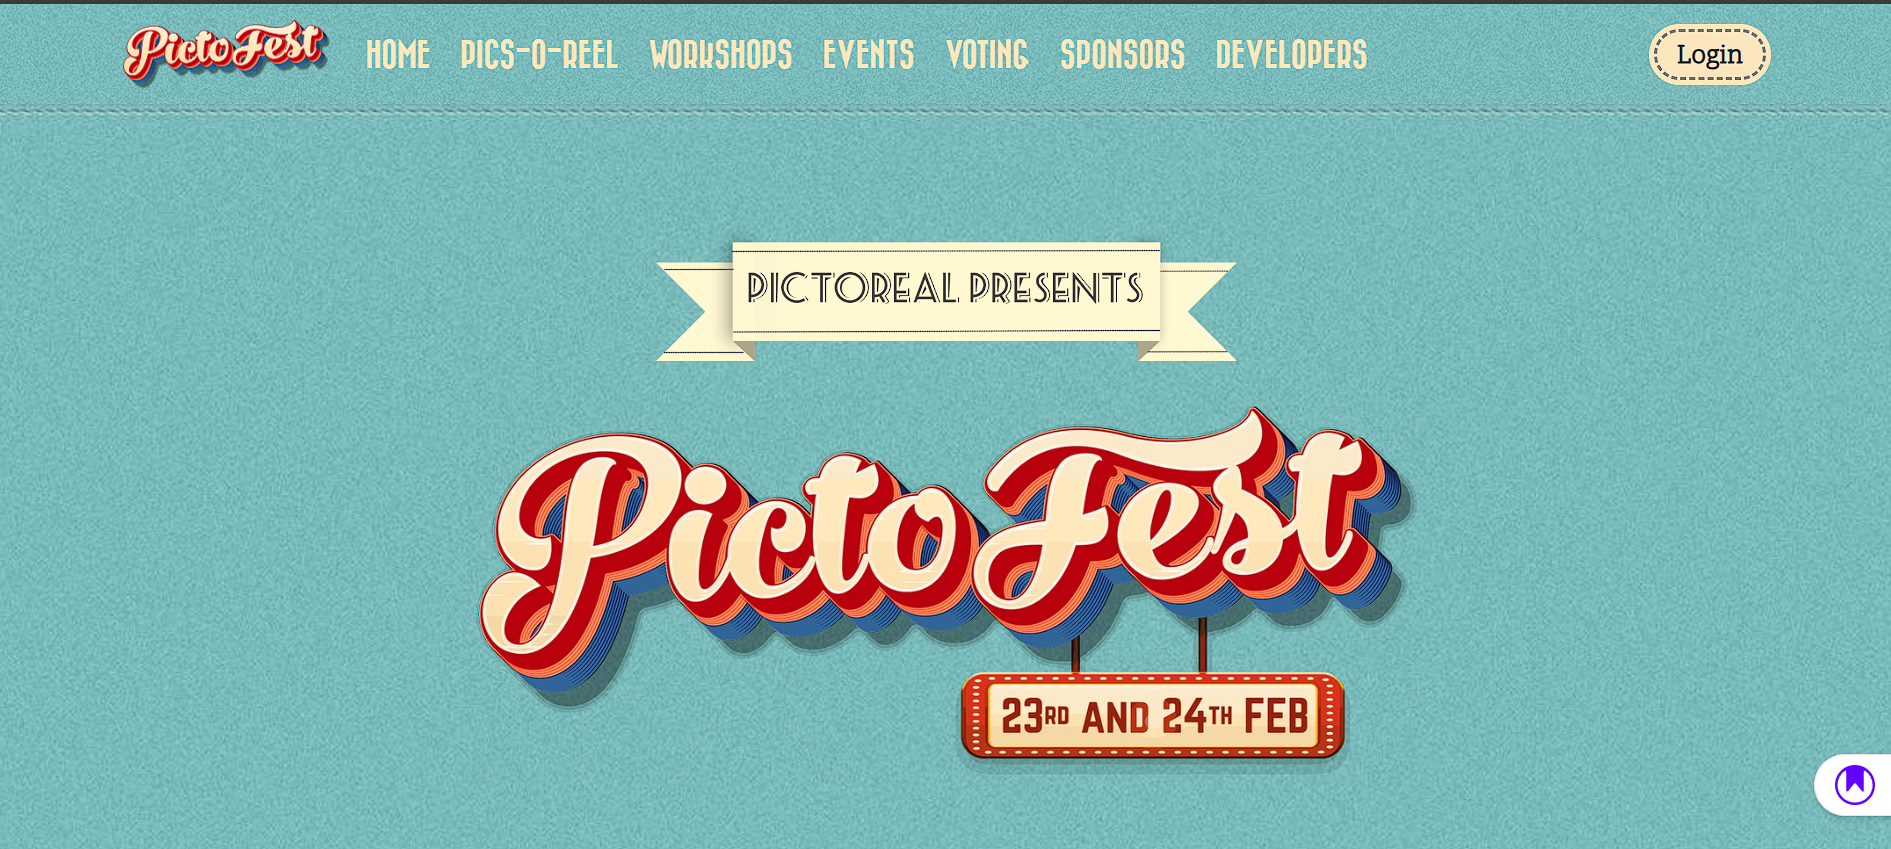 PictoFest HOME PICS-O-REEL WORKSHOPS EVENTS VOTING SPONSORS DEVELOPERS Login
PICTOREAL PRESENTS
PictoFest
23RD AND 24TH FEB